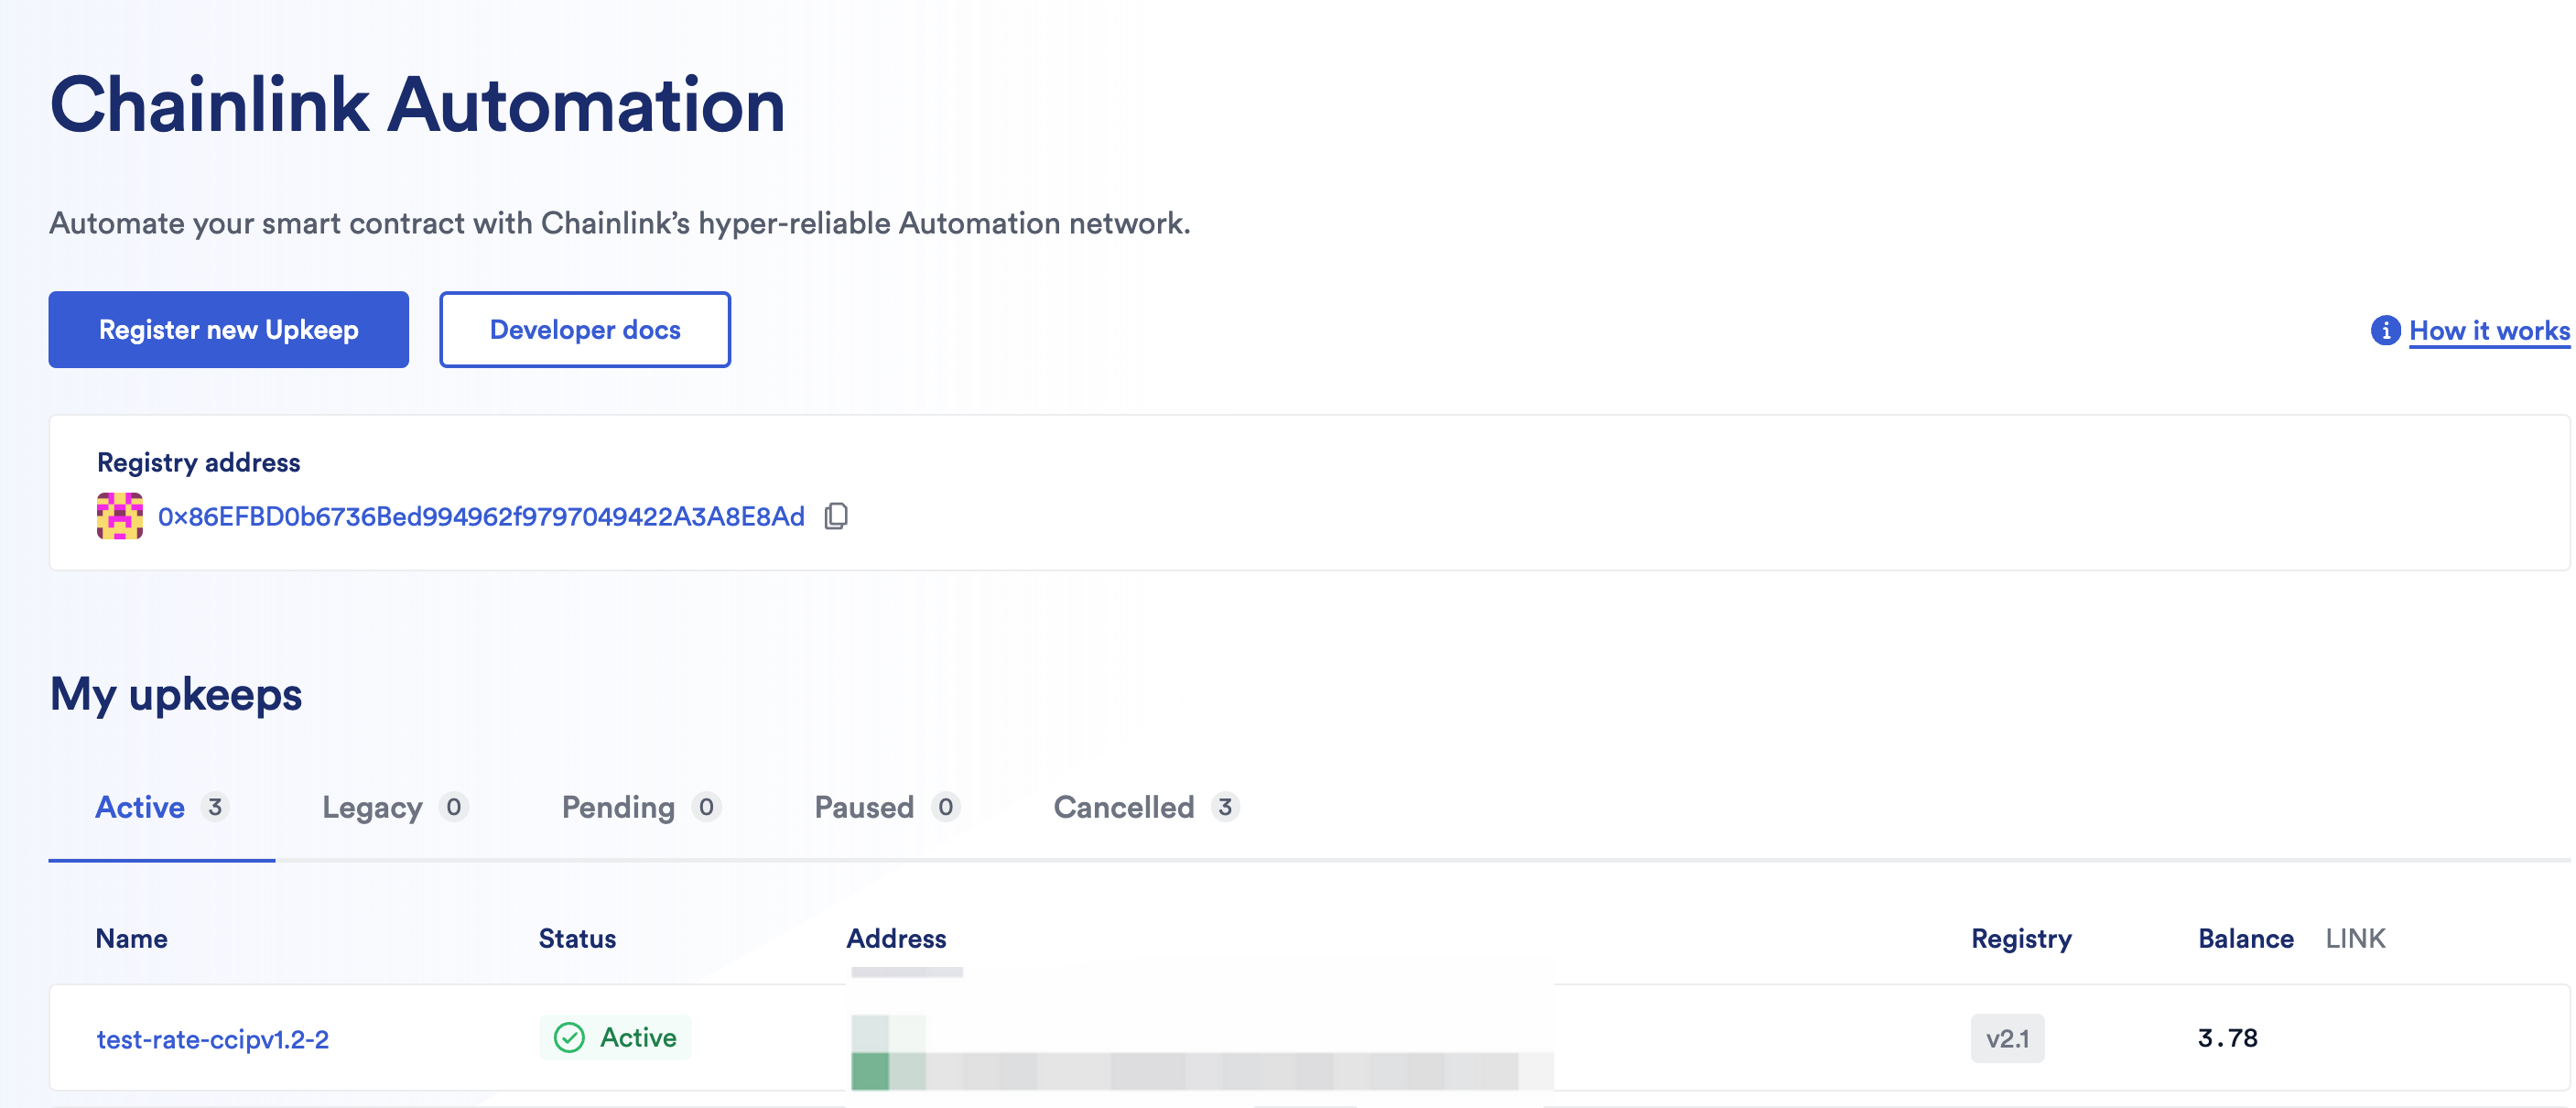 Chainlink Automation
Automate your smart contract with Chainlink’s hyper-reliable Automation network.
Register new Upkeep
Developer docs
How it works
Registry address
0x86EFBD0b6736Bed994962f9797049422A3A8E8Ad
My upkeeps
Active 3 Legacy 0 Pending 0 Paused 0 Cancelled 3
Name Status Address Registry Balance LINK
test-rate-ccipv1.2-2 Active v2.1 3.78